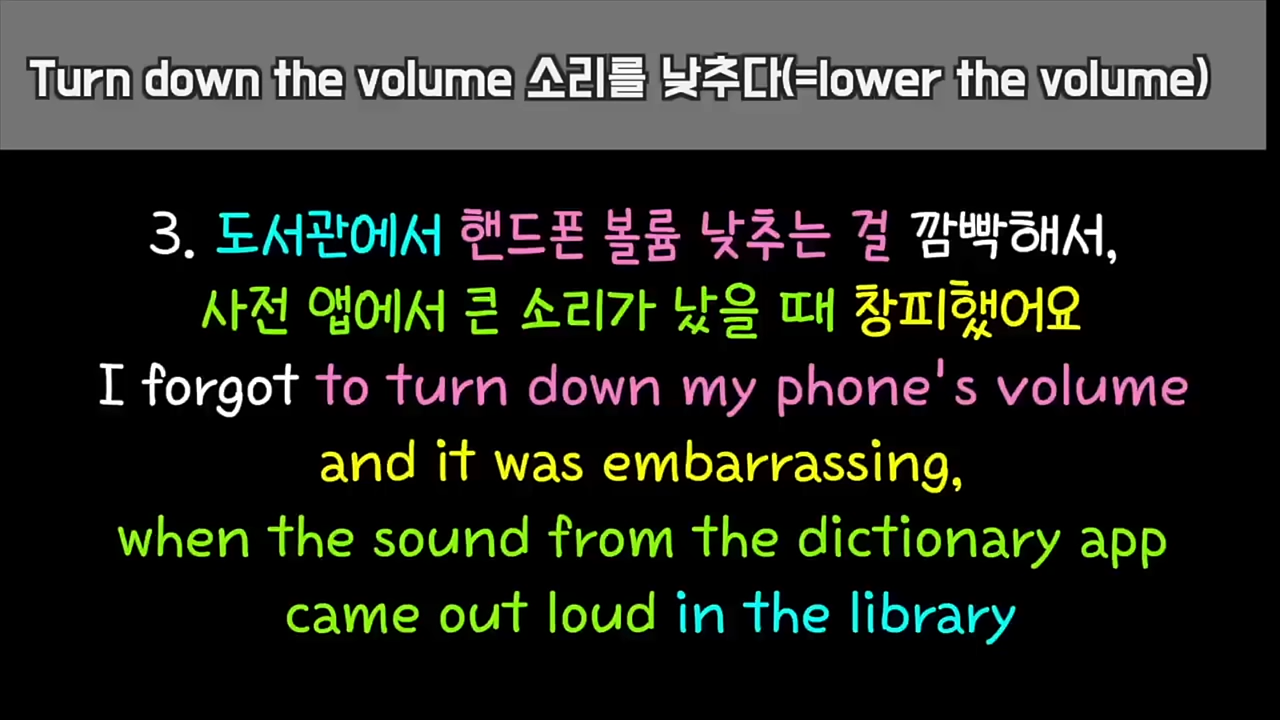 Turn down the volume 소리를 낮추다(=lower the volume)
3. 도서관에서 핸드폰 볼륨 낮추는 걸 깜빡해서,
사전 앱에서 큰 소리가 났을 때 창피했어요
I forgot to turn down my phone's volume
and it was embarrassing,
when the sound from the dictionary app
came out loud in the library